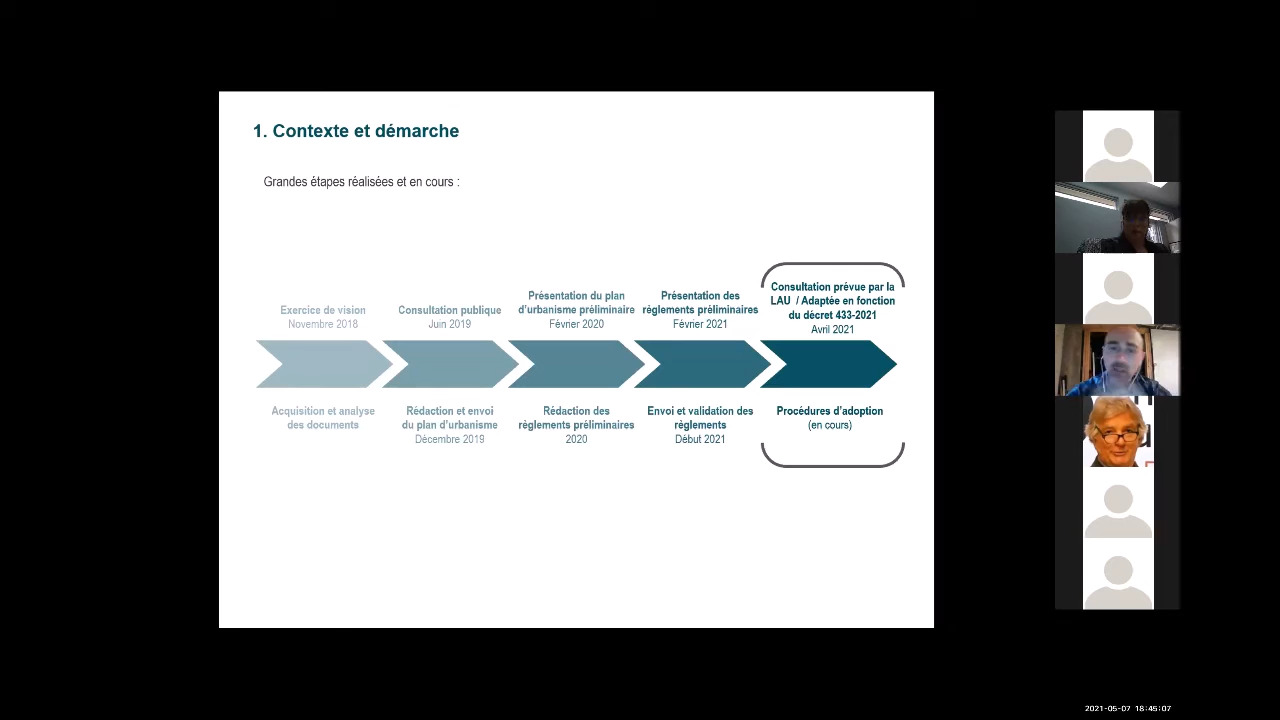 1. Contexte et démarche
Grandes étapes réalisées et en cours :
Exercice de vision
Novembre 2018
Consultation publique
Juin 2019
Présentation du plan
d'urbanisme préliminaire
Février 2020
Présentation des
règlements préliminaires
Février 2021
Consultation prévue par la
LAU / Adaptée en fonction
du décret 433-2021
Avril 2021
Acquisition et analyse
des documents
Rédaction et envoi
du plan d'urbanisme
Décembre 2019
Rédaction des
règlements préliminaires
2020
Envoi et validation des
règlements
Début 2021
Procédures d'adoption
(en cours)
2021-05-07 18:45:07